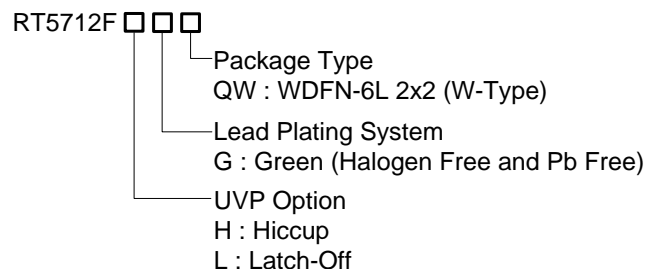 RT5712F
Package Type
QW : WDFN-6L 2x2 (W-Type)
Lead Plating System
G : Green (Halogen Free and Pb Free)
UVP Option
H : Hiccup
L : Latch-Off